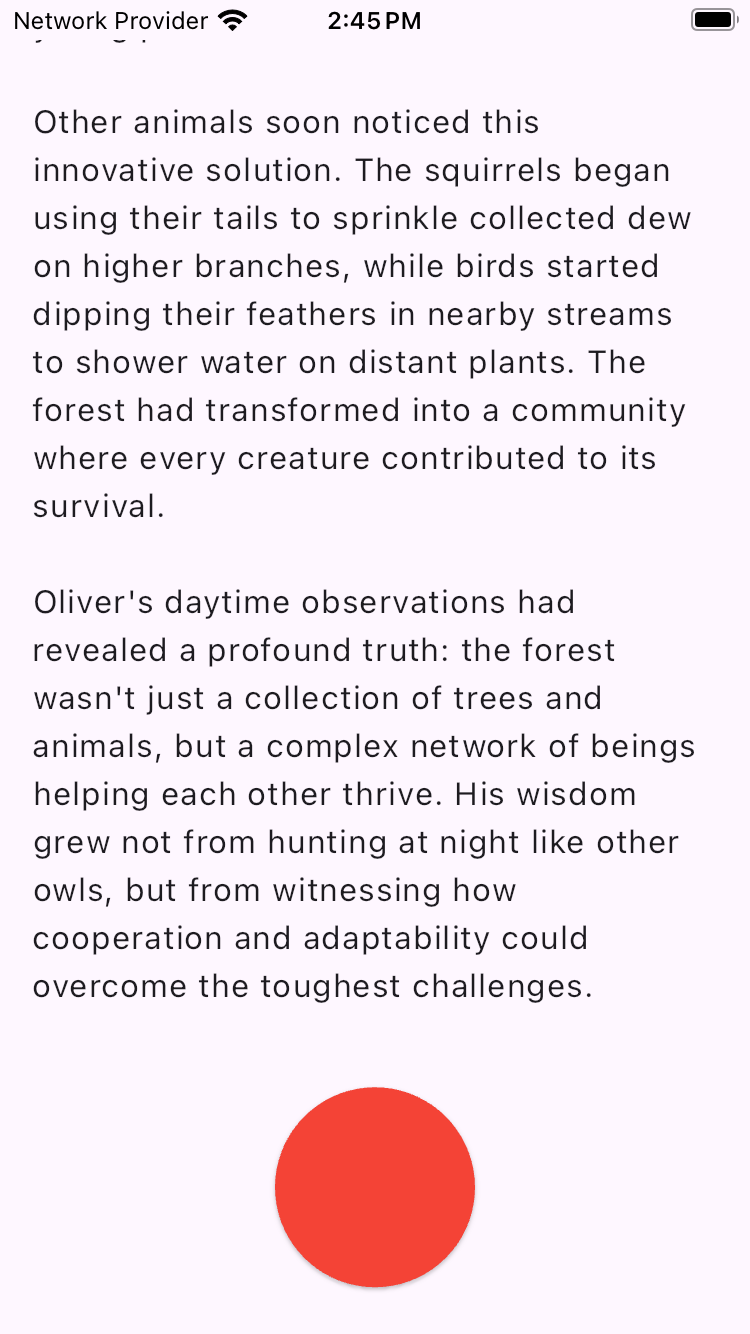 Network Provider 2:45 PM
Other animals soon noticed this
innovative solution. The squirrels began
using their tails to sprinkle collected dew
on higher branches, while birds started
dipping their feathers in nearby streams
to shower water on distant plants. The
forest had transformed into a community
where every creature contributed to its
survival.
Oliver's daytime observations had
revealed a profound truth: the forest
wasn't just a collection of trees and
animals, but a complex network of beings
helping each other thrive. His wisdom
grew not from hunting at night like other
owls, but from witnessing how
cooperation and adaptability could
overcome the toughest challenges.